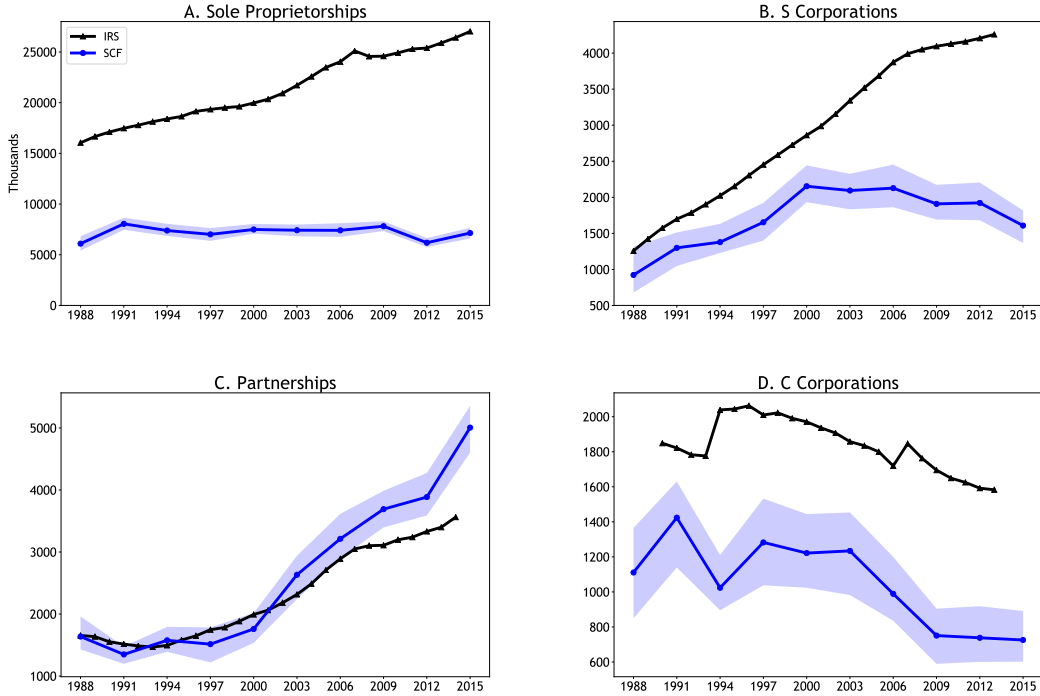 A. Sole Proprietorships
IRS
SCF
Thousands
25000
20000
15000
10000
5000
0
1988 1991 1994 1997 2000 2003 2006 2009 2012 2015
B. S Corporations
4000
3500
3000
2500
2000
1500
1000
500
1988 1991 1994 1997 2000 2003 2006 2009 2012 2015
C. Partnerships
5000
4000
3000
2000
1000
1988 1991 1994 1997 2000 2003 2006 2009 2012 2015
D. C Corporations
2000
1800
1600
1400
1200
1000
800
600
1988 1991 1994 1997 2000 2003 2006 2009 2012 2015